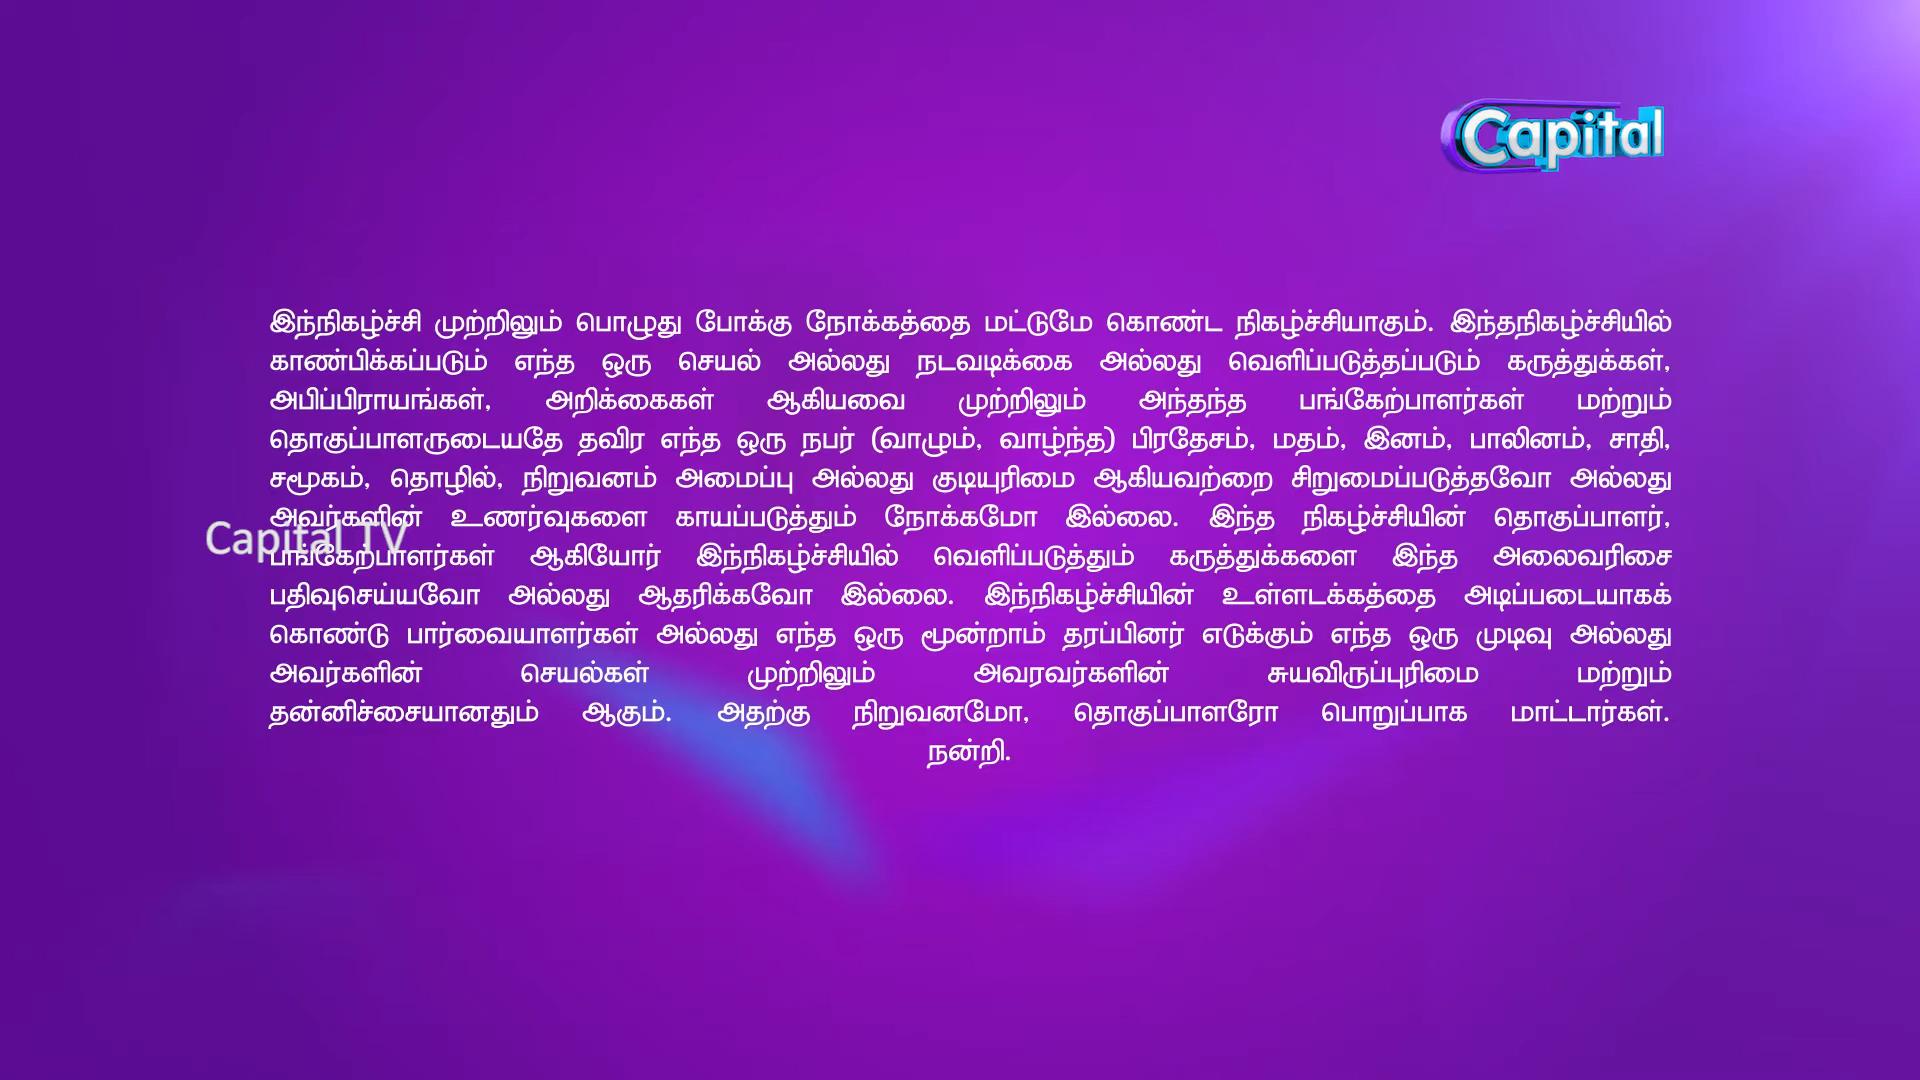 Capital
இந்நிகழ்ச்சி முற்றிலும் பொழுது போக்கு நோக்கத்தை மட்டுமே கொண்ட நிகழ்ச்சியாகும். இந்தநிகழ்ச்சியில்
காண்பிக்கப்படும் எந்த ஒரு செயல் அல்லது நடவடிக்கை அல்லது வெளிப்படுத்தப்படும் கருத்துக்கள்,
அபிப்பிராயங்கள், அறிக்கைகள் ஆகியவை முற்றிலும் அந்தந்த பங்கேற்பாளர்கள் மற்றும்
தொகுப்பாளருடையதே தவிர எந்த ஒரு நபர் (வாழும், வாழ்ந்த) பிரதேசம், மதம், இனம், பாலினம், சாதி,
சமூகம், தொழில், நிறுவனம் அமைப்பு அல்லது குடியுரிமை ஆகியவற்றை சிறுமைப்படுத்தவோ அல்லது
அவர்களின் உணர்வுகளை காயப்படுத்தும் நோக்கமோ இல்லை. இந்த நிகழ்ச்சியின் தொகுப்பாளர்,
Capital TV
பங்கேற்பாளர்கள் ஆகியோர் இந்நிகழ்ச்சியில் வெளிப்படுத்தும் கருத்துக்களை இந்த அலைவரிசை
பதிவுசெய்யவோ அல்லது ஆதரிக்கவோ இல்லை. இந்நிகழ்ச்சியின் உள்ளடக்கத்தை அடிப்படையாகக்
கொண்டு பார்வையாளர்கள் அல்லது எந்த ஒரு மூன்றாம் தரப்பினர் எடுக்கும் எந்த ஒரு முடிவு அல்லது
அவர்களின் செயல்கள் முற்றிலும் அவரவர்களின் சுயவிருப்புரிமை மற்றும்
தன்னிச்சையானதும் ஆகும். அதற்கு நிறுவனமோ, தொகுப்பாளரோ பொறுப்பாக மாட்டார்கள்.
நன்றி.